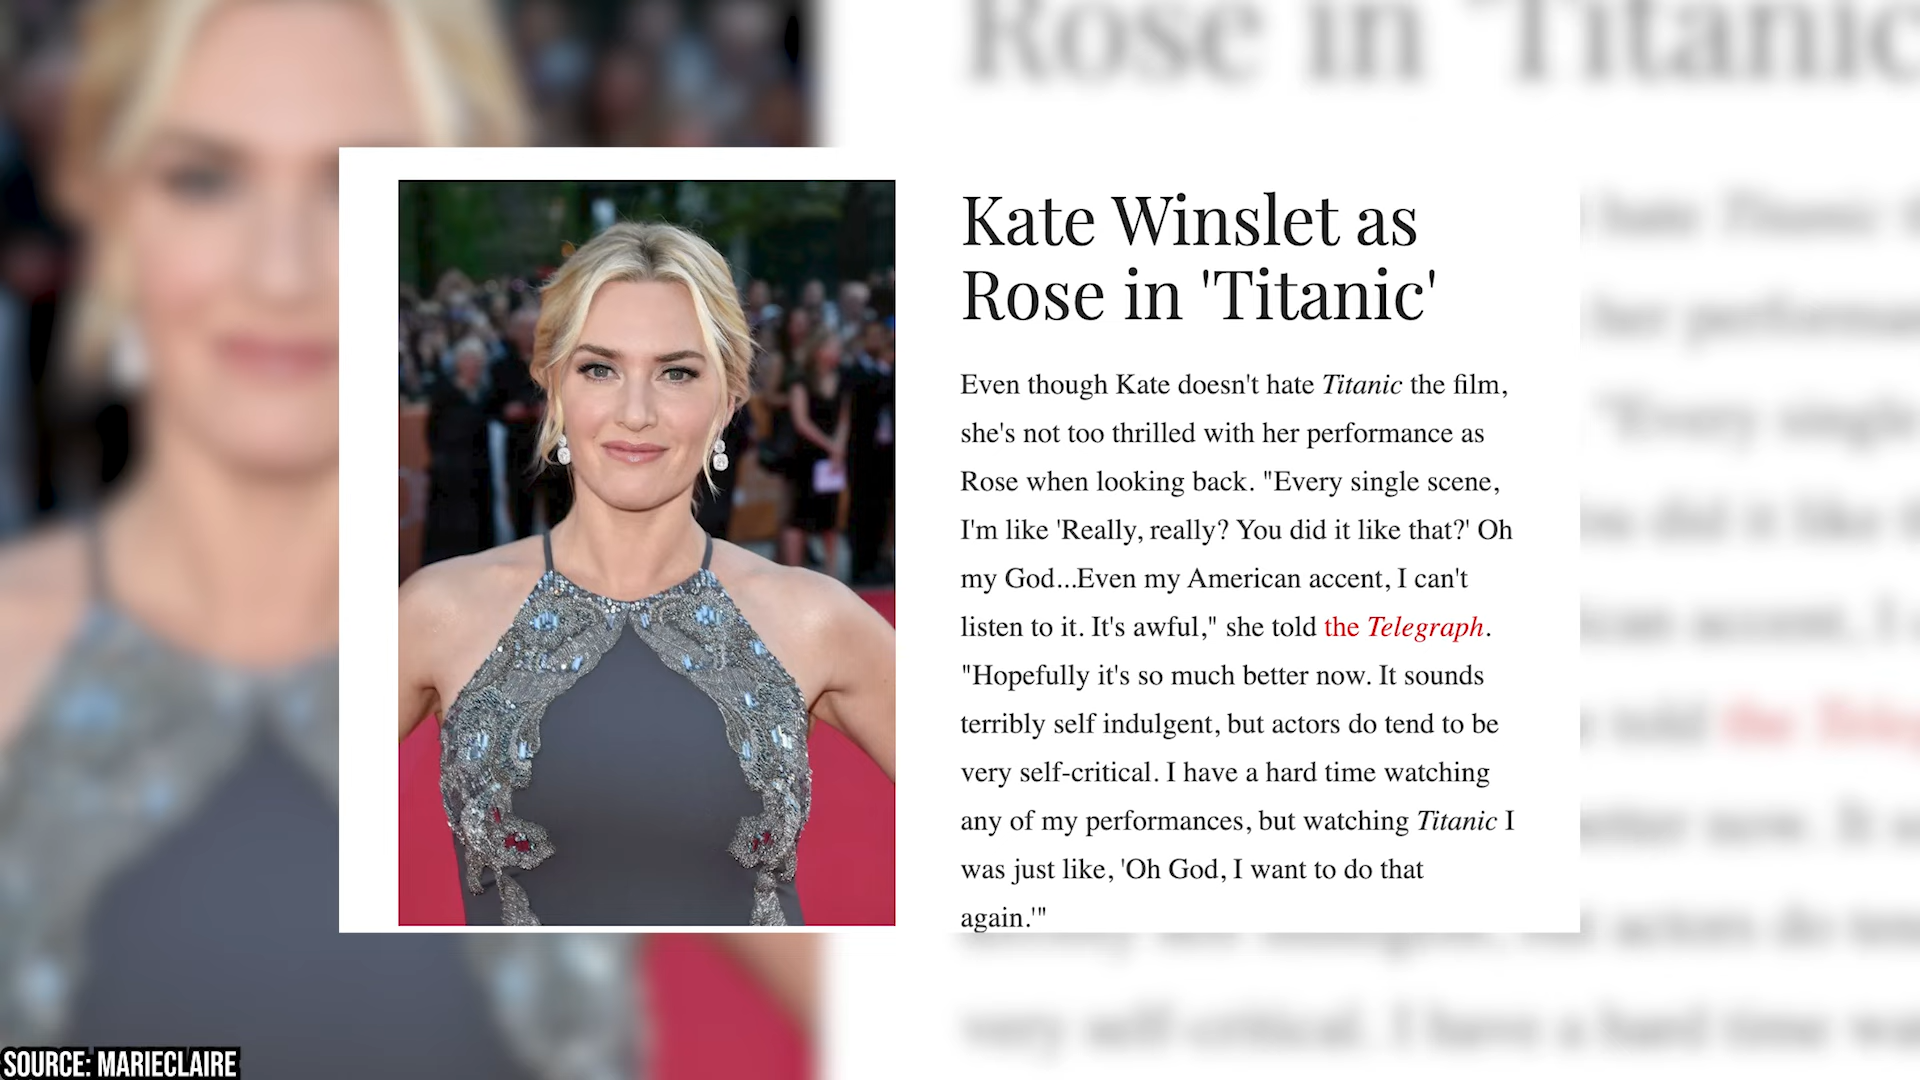 Rose in 'Titanic'
Kate Winslet as
Rose in 'Titanic'
Even though Kate doesn't hate Titanic the film,
she's not too thrilled with her performance as
Rose when looking back. "Every single scene,
I'm like 'Really, really? You did it like that?' Oh
my God...Even my American accent, I can't
listen to it. It's awful," she told the Telegraph.
"Hopefully it's so much better now. It sounds
terribly self indulgent, but actors do tend to be
very self-critical. I have a hard time watching
any of my performances, but watching Titanic I
was just like, 'Oh God, I want to do that
again.'"
SOURCE: MARIECLAIRE